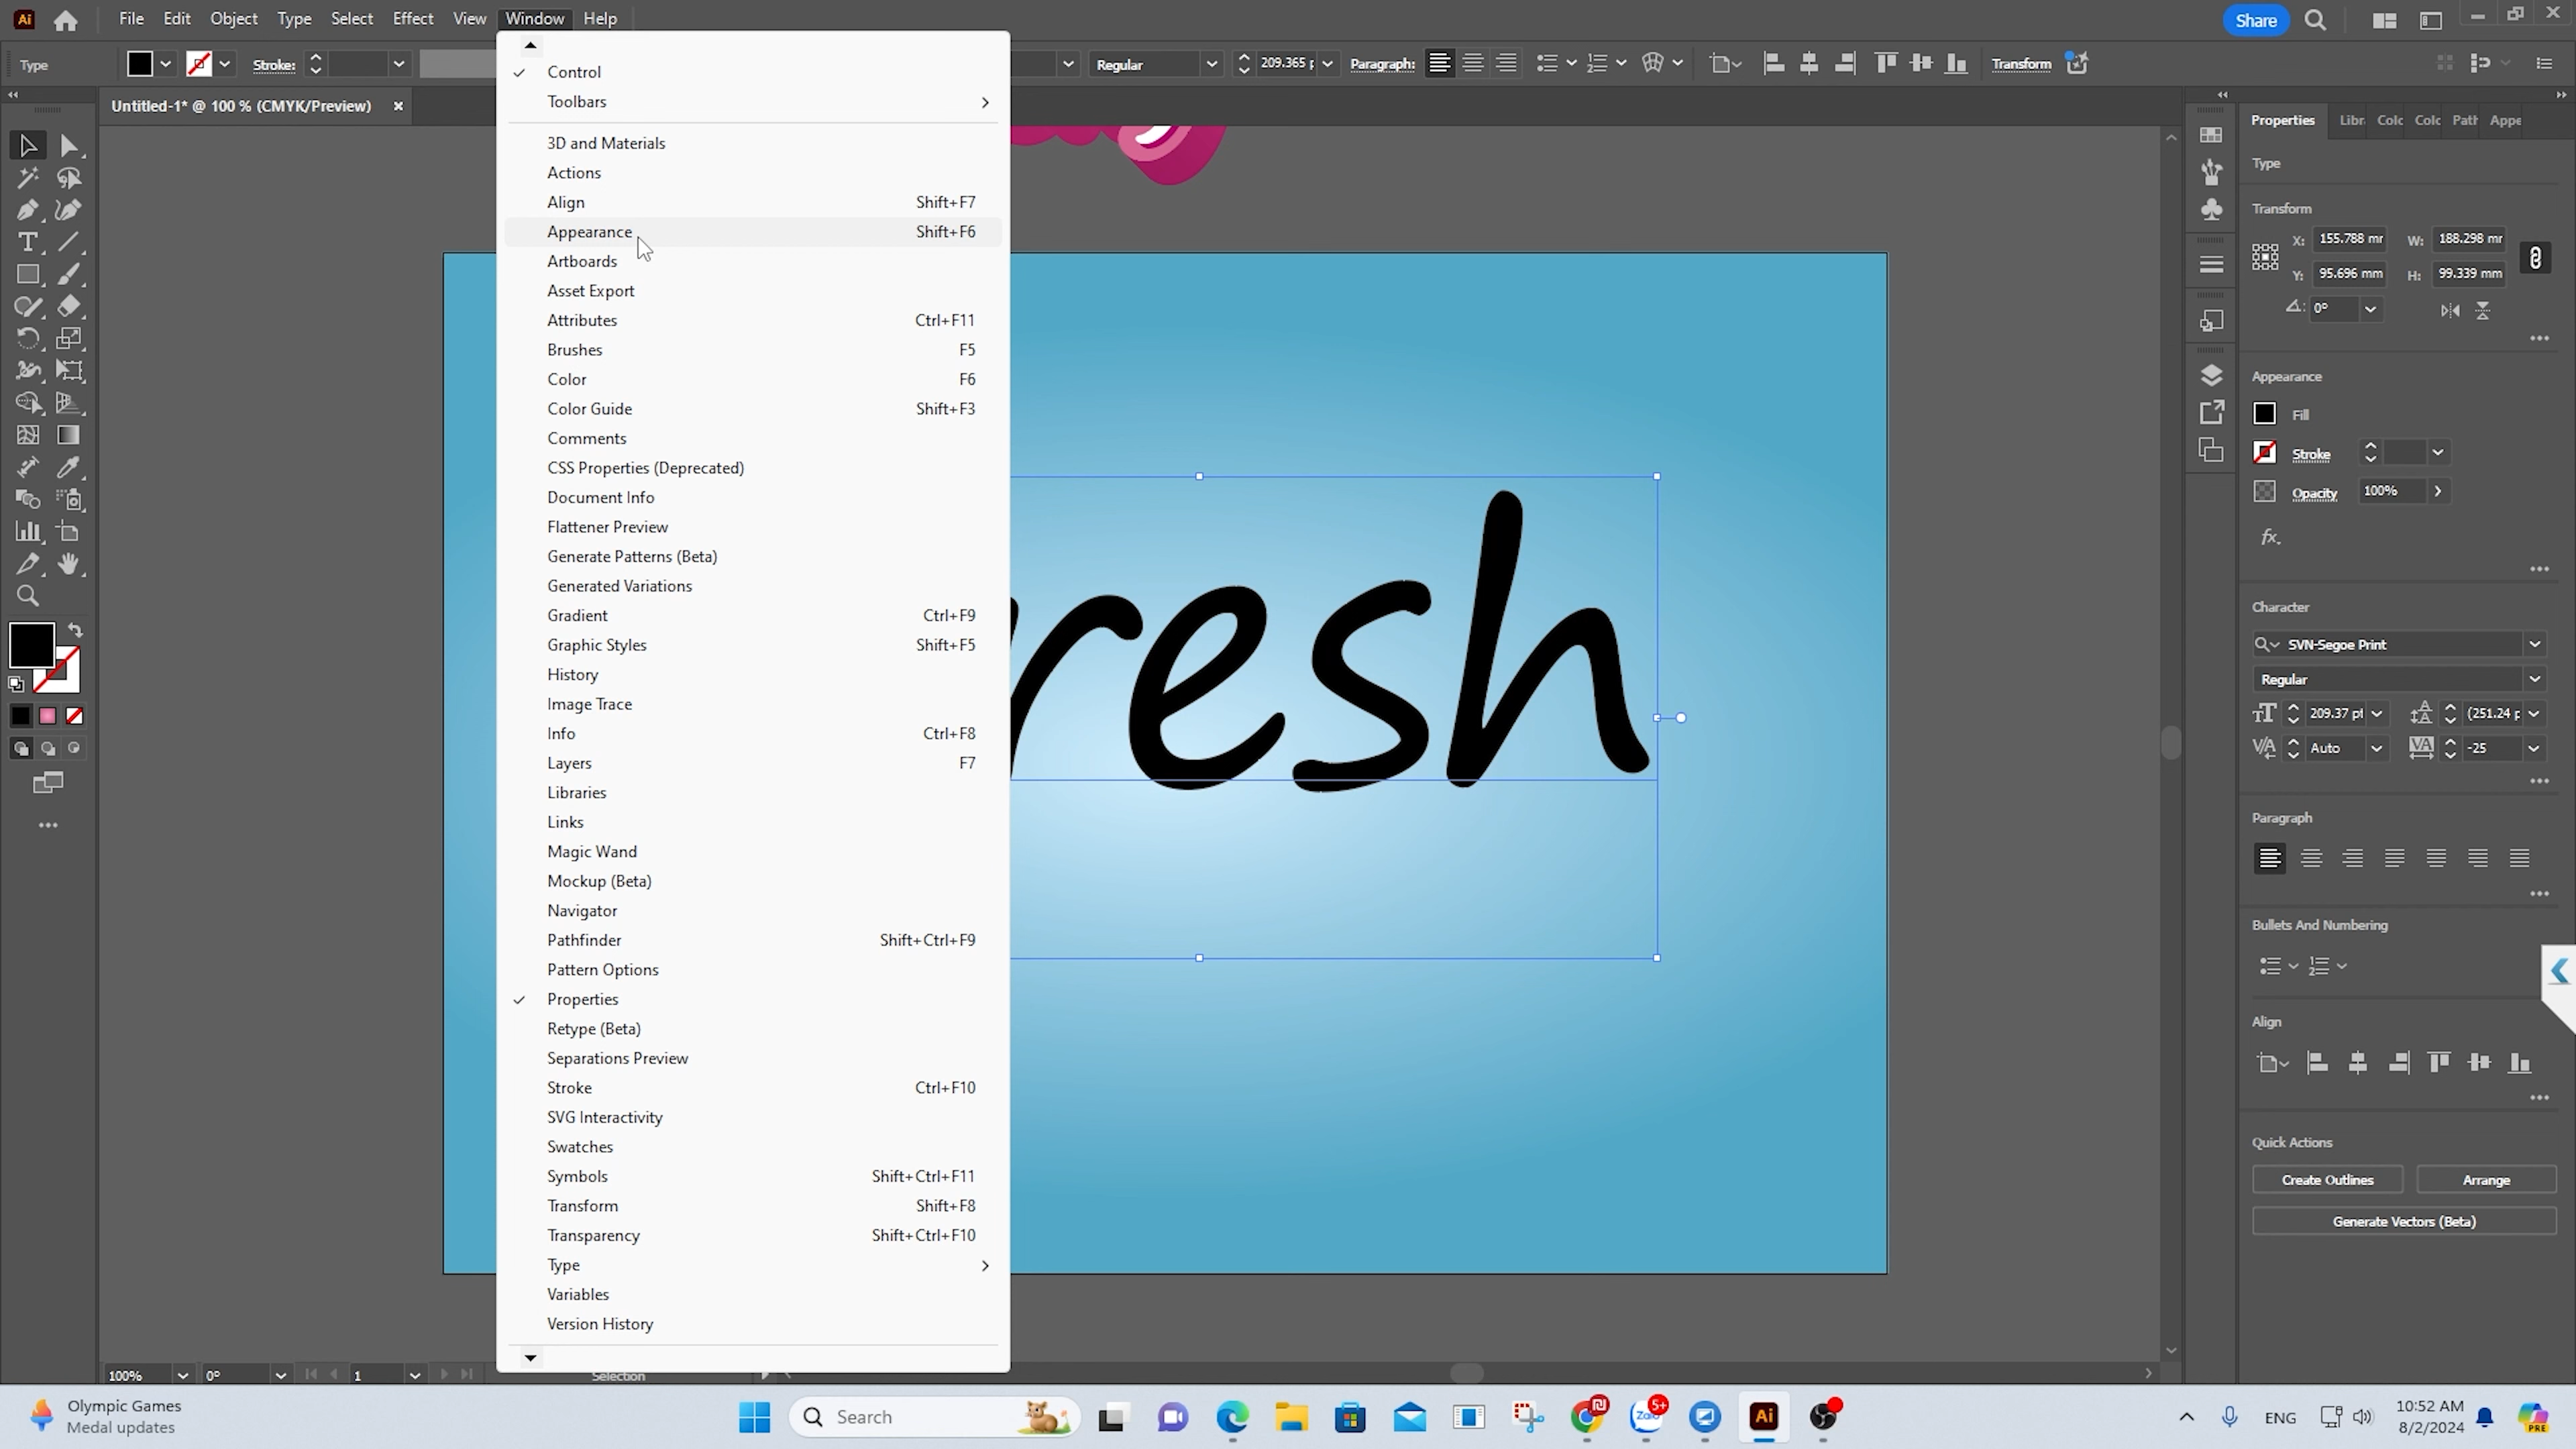 Ai File Edit Object Type Select Effect View Window Help Share
Type Stroke: Regular 209.365 p Paragraph: Transform
Untitled-1* @ 100 % (CMYK/Preview)
Control
Toolbars
3D and Materials
Actions
Align Shift+F7
Appearance Shift+F6
Artboards
Asset Export
Attributes Ctrl+F11
Brushes F5
Color F6
Color Guide Shift+F3
Comments
CSS Properties (Deprecated)
Document Info
Flattener Preview
Generate Patterns (Beta)
Generated Variations
Gradient Ctrl+F9
Graphic Styles Shift+F5
History
Image Trace
Info Ctrl+F8
Layers F7
Libraries
Links
Magic Wand
Mockup (Beta)
Navigator
Pathfinder Shift+Ctrl+F9
Pattern Options
Properties
Retype (Beta)
Separations Preview
Stroke Ctrl+F10
SVG Interactivity
Swatches
Symbols Shift+Ctrl+F11
Transform Shift+F8
Transparency Shift+Ctrl+F10
Type
Variables
Version History
resh
Properties Libr Colc Colc Path Appe
Type
Transform
X: 155.788 mr W: 188.298 mr
Y: 95.696 mm H: 99.339 mm
0°
Appearance
Fill
Stroke
Opacity 100%
fx.
Character
SVN-Segoe Print
Regular
209.37 pt (251.24 p
Auto -25
Paragraph
Bullets And Numbering
Align
Quick Actions
Create Outlines Arrange
Generate Vectors (Beta)
100% 0° 1 Selection
Olympic Games
Medal updates
Search
Zalo 5+
Ai
ENG
10:52 AM
8/2/2024
PRE